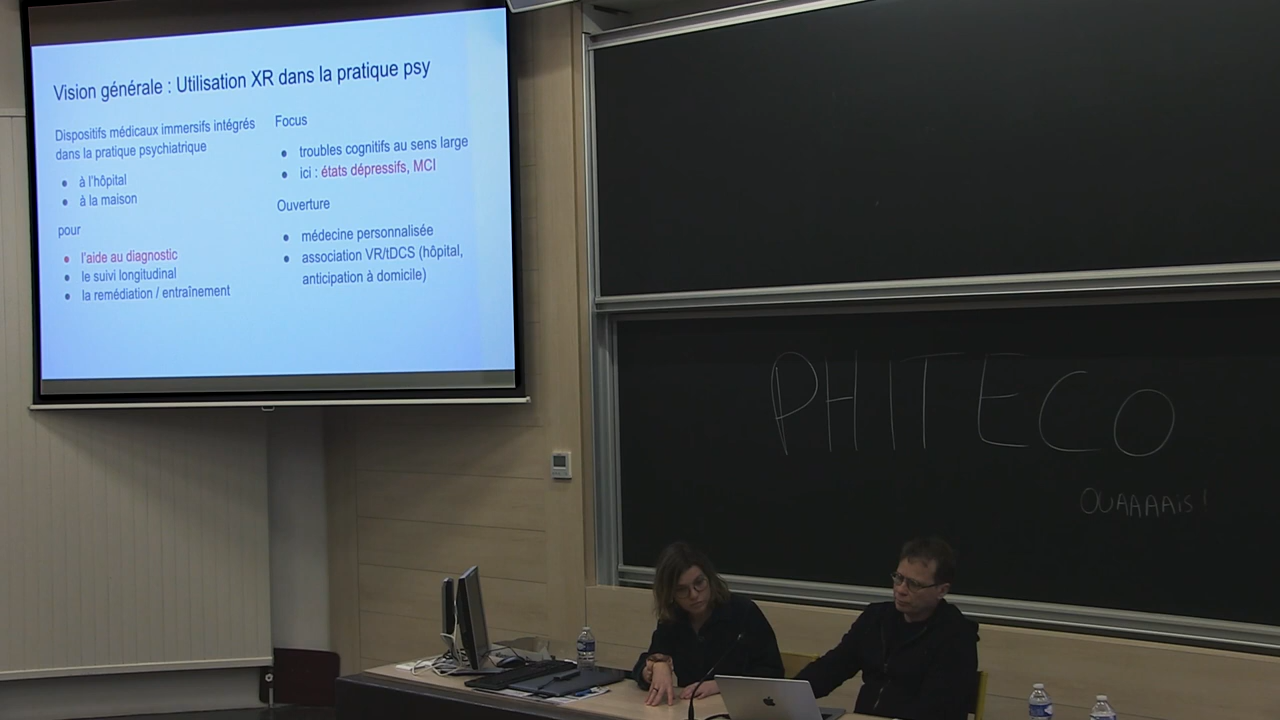 Vision générale : Utilisation XR dans la pratique psy
Dispositifs médicaux immersifs intégrés
dans la pratique psychiatrique
● à l'hôpital
● à la maison
pour
● l'aide au diagnostic
● le suivi longitudinal
● la remédiation / entraînement
Focus
● troubles cognitifs au sens large
● ici : états dépressifs, MCI
Ouverture
● médecine personnalisée
● association VR/tDCS (hôpital,
anticipation à domicile)
PHITECO
OUAAAAis !